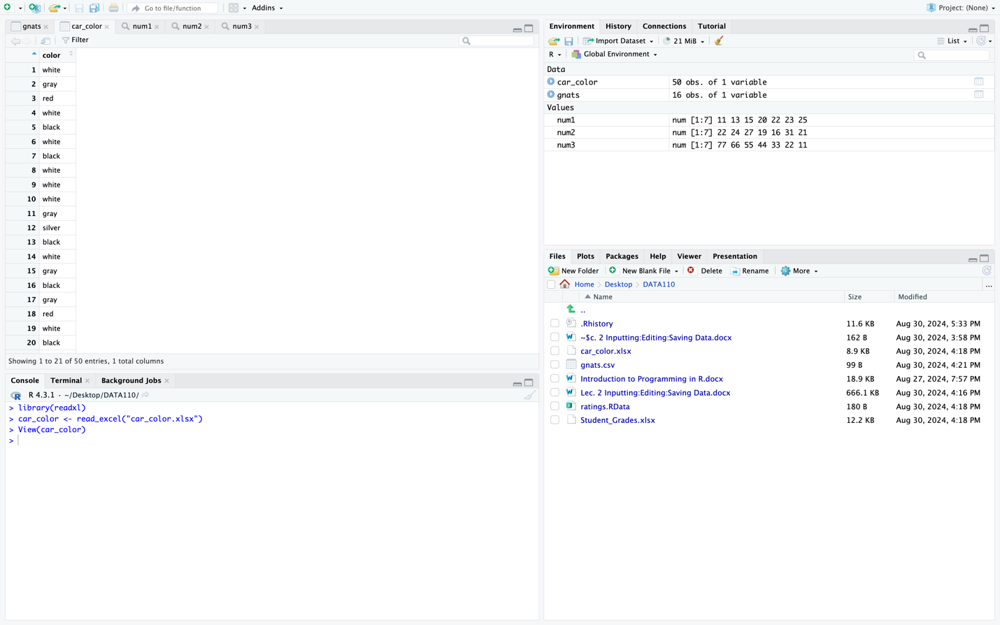 Go to file/function
Addins
Project: (None)
gnats
car_color
num1
num2
num3
Filter
color
1 white
2 gray
3 red
4 white
5 black
6 white
7 black
8 white
9 white
10 white
11 gray
12 silver
13 black
14 white
15 gray
16 black
17 gray
18 red
19 white
20 black
Showing 1 to 21 of 50 entries, 1 total columns
Console Terminal Background Jobs
R 4.3.1 · ~/Desktop/DATA110/
> library(readxl)
> car_color <- read_excel("car_color.xlsx")
> View(car_color)
>
Environment History Connections Tutorial
Import Dataset 21 MiB List
R Global Environment
Data
car_color 50 obs. of 1 variable
gnats 16 obs. of 1 variable
Values
num1 num [1:7] 11 13 15 20 22 23 25
num2 num [1:7] 22 24 27 19 16 31 21
num3 num [1:7] 77 66 55 44 33 22 11
Files Plots Packages Help Viewer Presentation
New Folder New Blank File Delete Rename More
Home Desktop DATA110 ...
Name Size Modified
..
.Rhistory 11.6 KB Aug 30, 2024, 5:33 PM
~$c. 2 Inputting:Editing:Saving Data.docx 162 B Aug 30, 2024, 3:58 PM
car_color.xlsx 8.9 KB Aug 30, 2024, 4:18 PM
gnats.csv 99 B Aug 30, 2024, 4:21 PM
Introduction to Programming in R.docx 18.9 KB Aug 27, 2024, 7:57 PM
Lec. 2 Inputting:Editing:Saving Data.docx 666.1 KB Aug 30, 2024, 4:16 PM
ratings.RData 180 B Aug 30, 2024, 4:18 PM
Student_Grades.xlsx 12.2 KB Aug 30, 2024, 4:18 PM